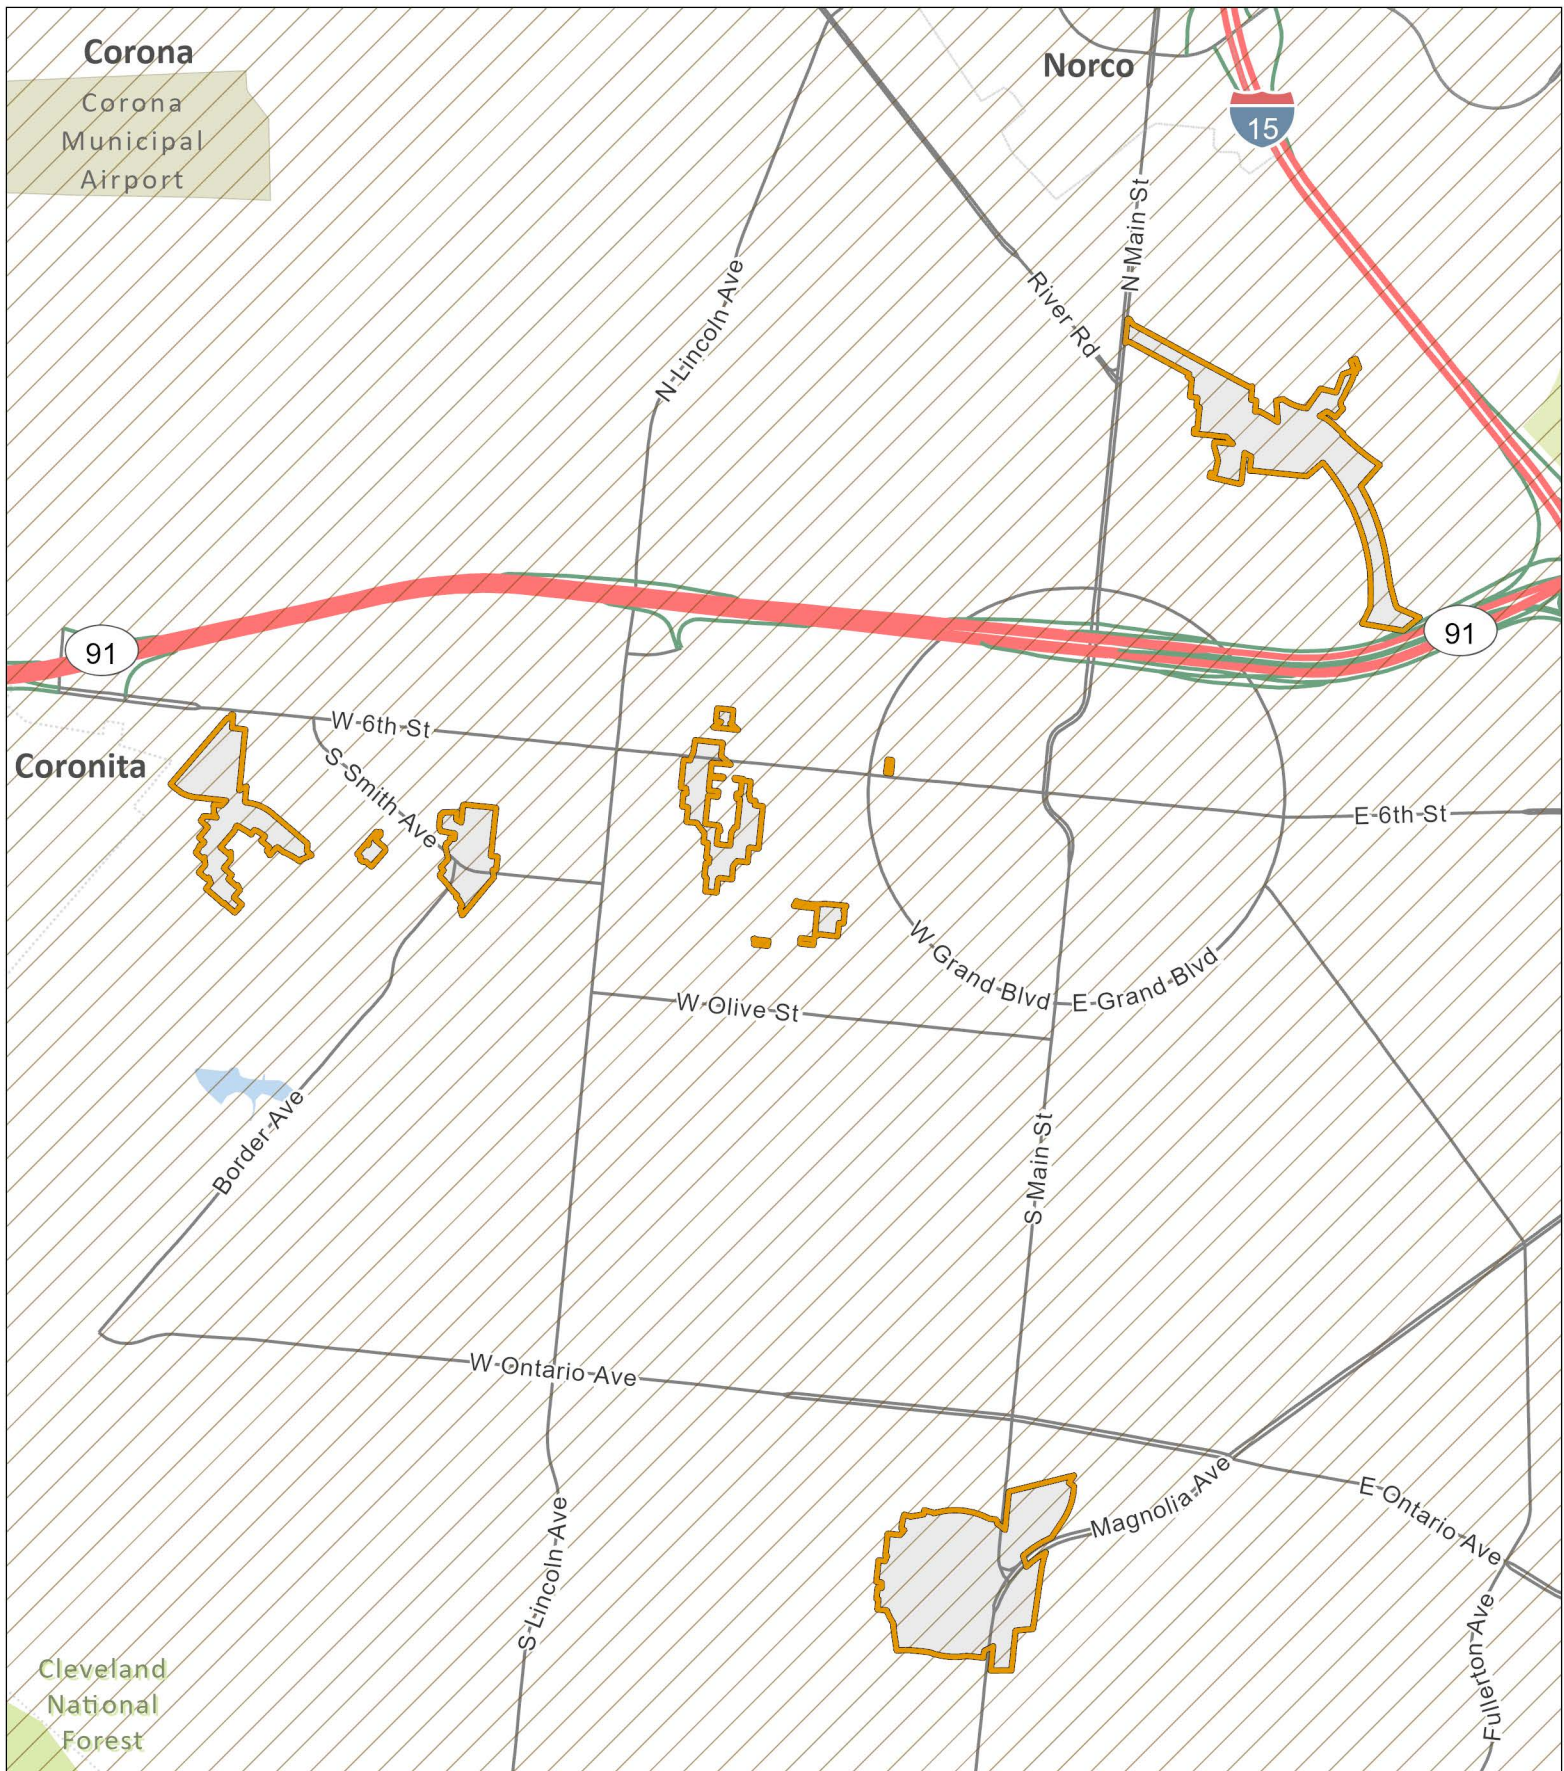 Corona
Corona
Municipal
Airport
Norco
15
N Main St
River Rd
N Lincoln Ave
91
91
W 6th St
Coronita
S Smith Ave
E 6th St
W Grand Blvd
E Grand Blvd
W Olive St
Border Ave
S Main St
W Ontario Ave
Magnolia Ave
E Ontario Ave
S Lincoln Ave
Fullerton Ave
Cleveland
National
Forest